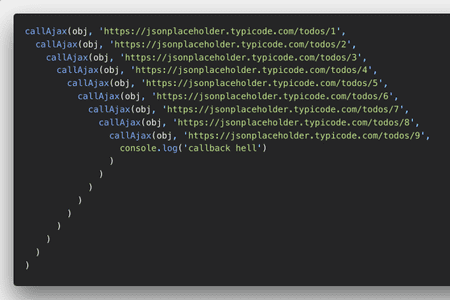 callAjax(obj, 'https://jsonplaceholder.typicode.com/todos/1',
callAjax(obj, 'https://jsonplaceholder.typicode.com/todos/2',
callAjax(obj, 'https://jsonplaceholder.typicode.com/todos/3',
callAjax(obj, 'https://jsonplaceholder.typicode.com/todos/4',
callAjax(obj, 'https://jsonplaceholder.typicode.com/todos/5',
callAjax(obj, 'https://jsonplaceholder.typicode.com/todos/6',
callAjax(obj, 'https://jsonplaceholder.typicode.com/todos/7',
callAjax(obj, 'https://jsonplaceholder.typicode.com/todos/8',
callAjax(obj, 'https://jsonplaceholder.typicode.com/todos/9',
console.log('callback hell')
)
)
)
)
)
)
)
)
)